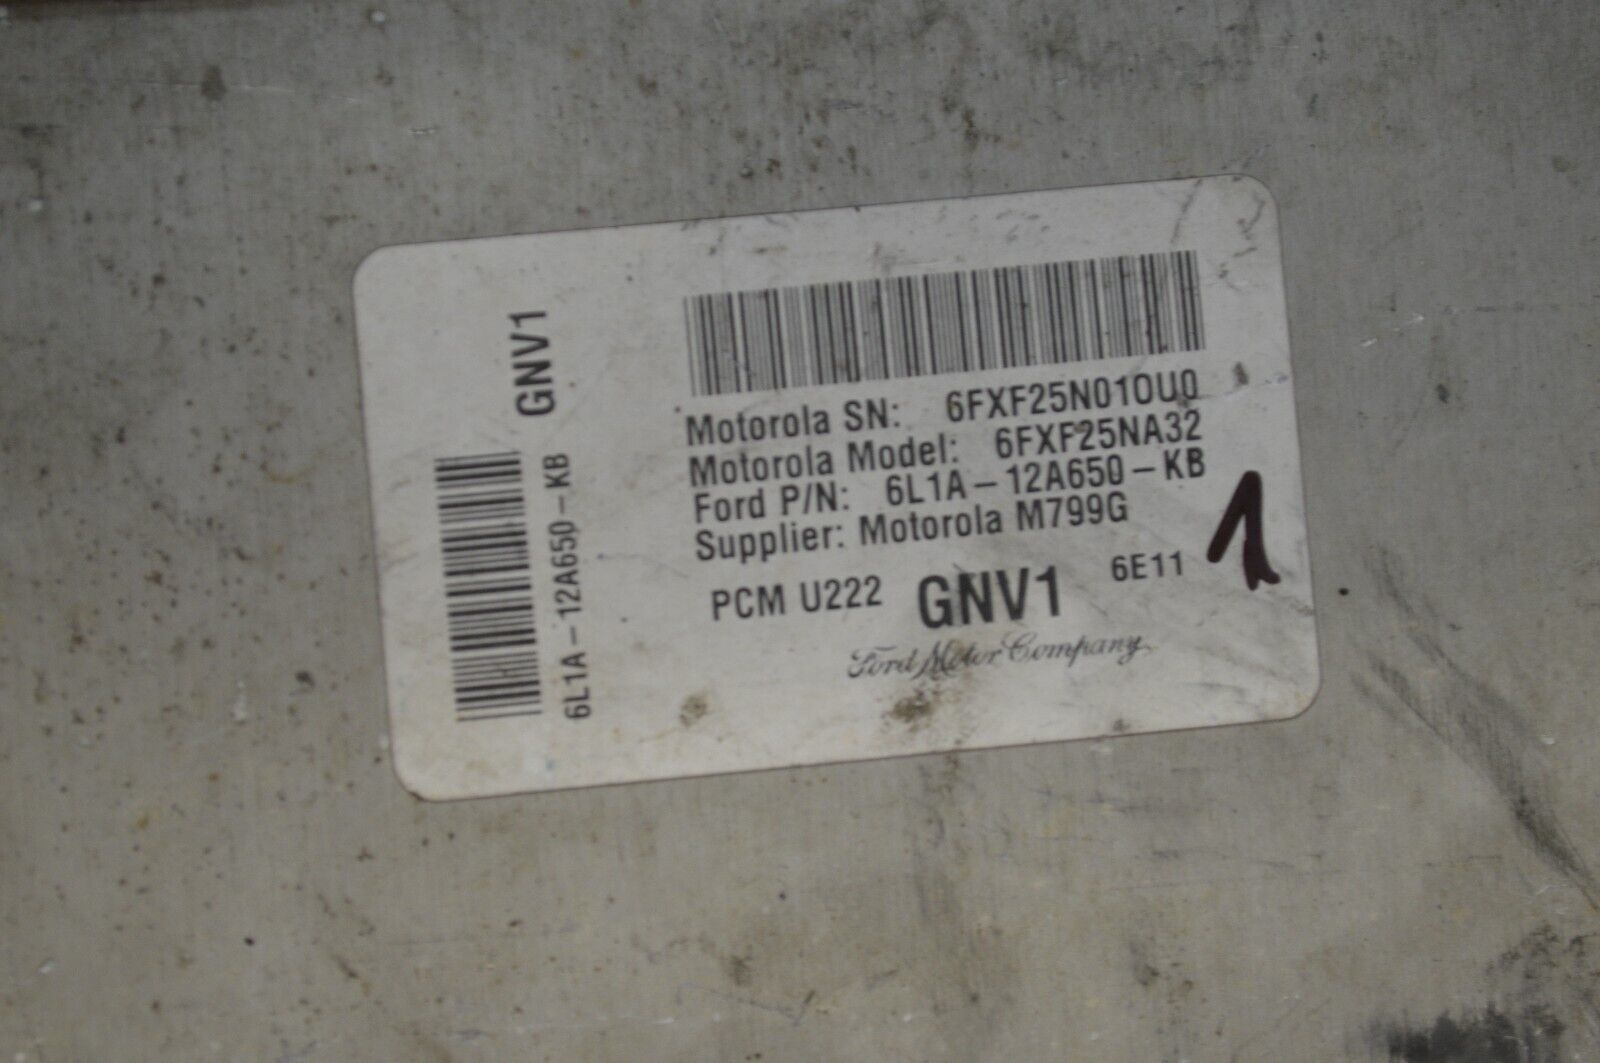 GNV1
6L1A-12A650-KB
Motorola SN: 6FXF25N010U0
Motorola Model: 6FXF25NA32
Ford P/N: 6L1A-12A650-KB
Supplier: Motorola M799G
PCM U222 GNV1 6E11
Ford Motor Company
1